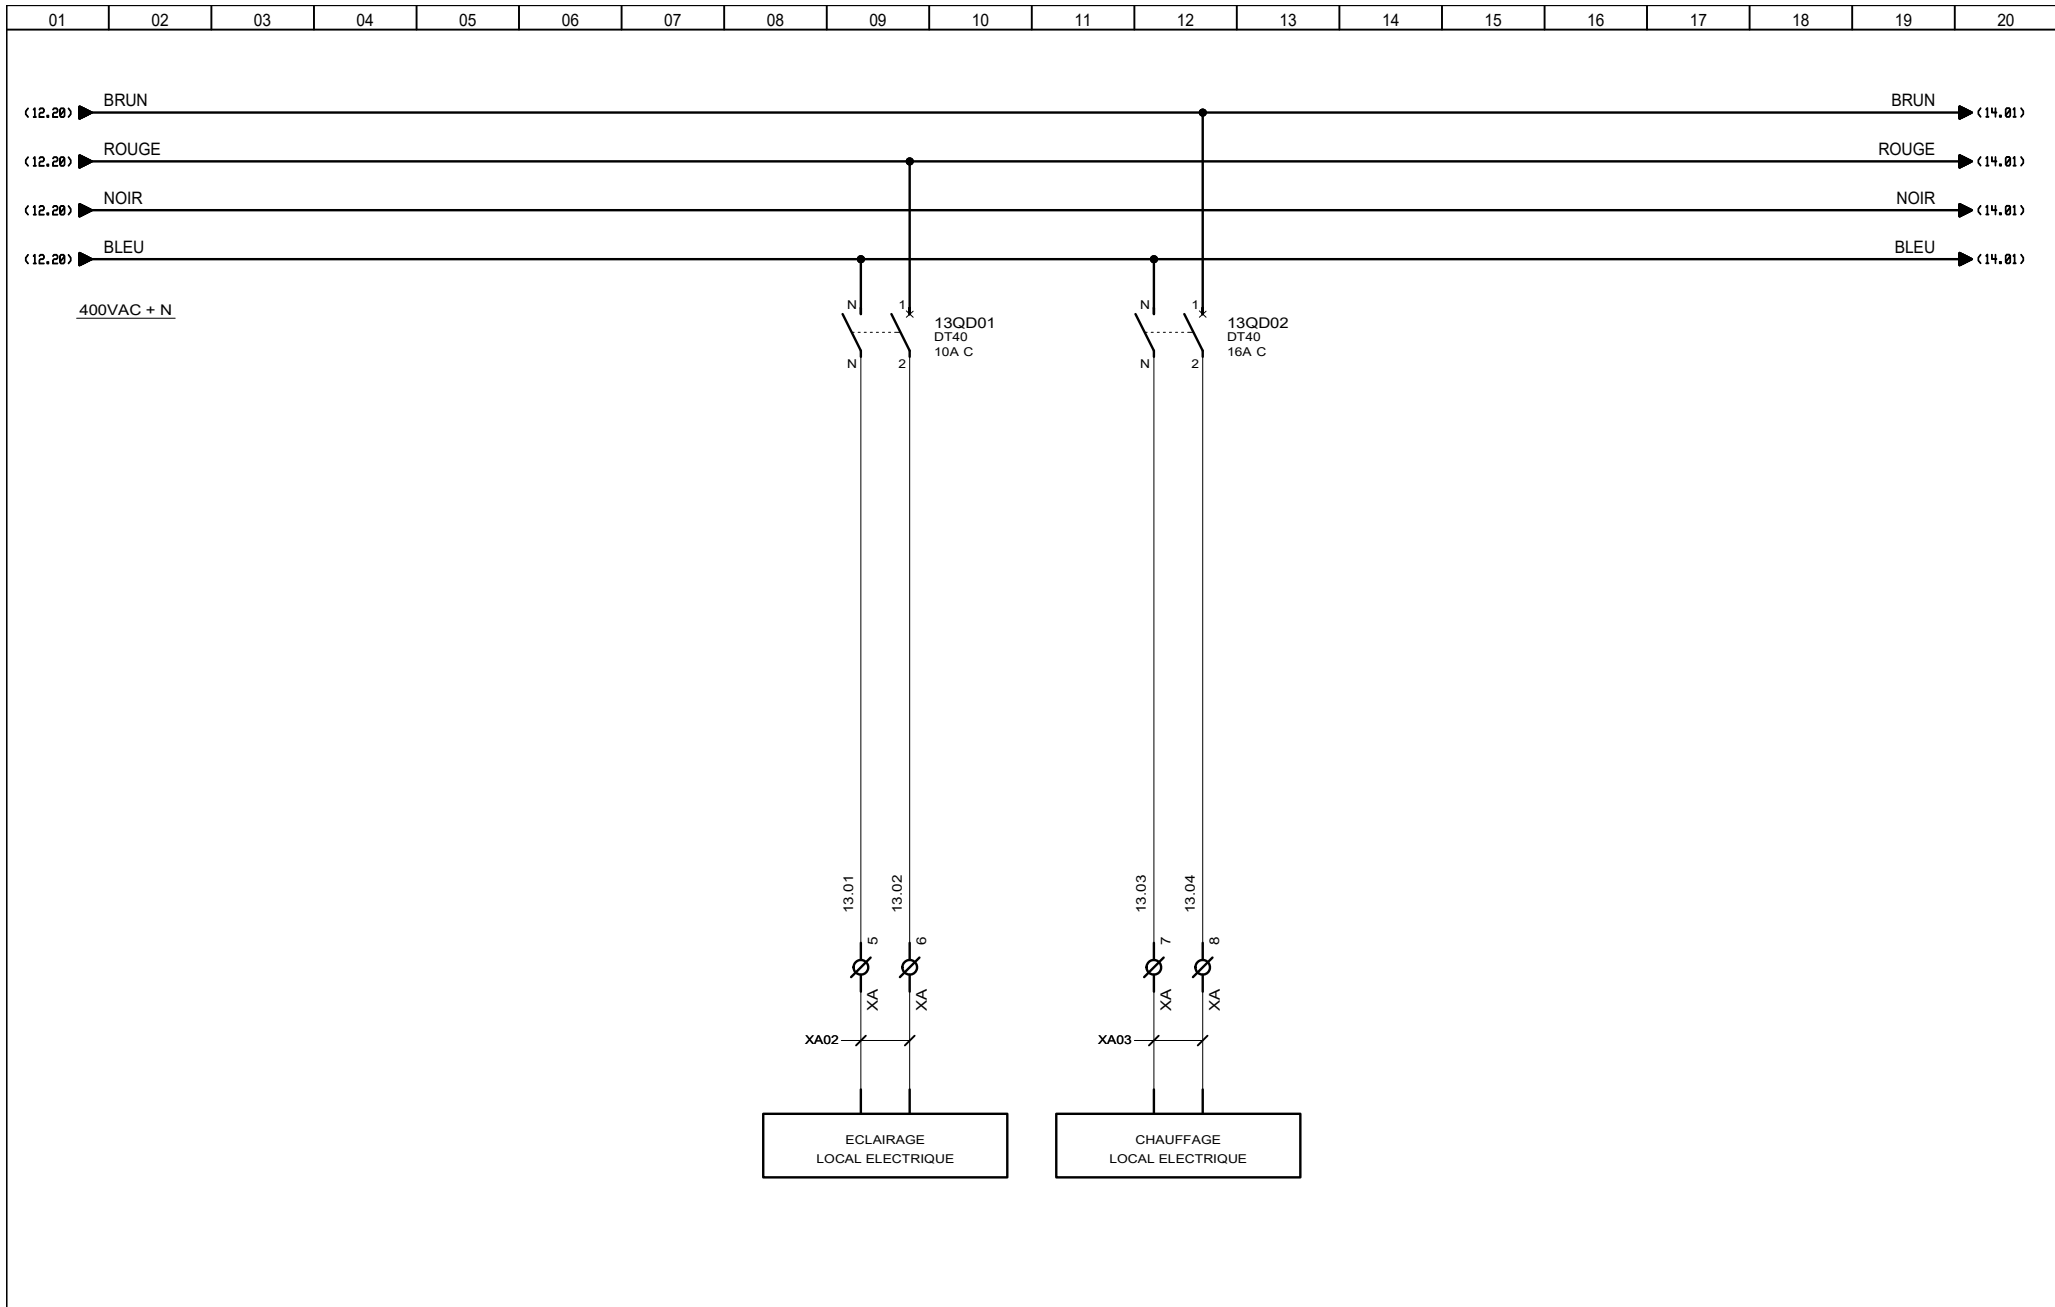 01 02 03 04 05 06 07 08 09 10 11 12 13 14 15 16 17 18 19 20
BRUN BRUN
(12.20) (14.01)
ROUGE ROUGE
(12.20) (14.01)
NOIR NOIR
(12.20) (14.01)
BLEU BLEU
(12.20) (14.01)
400VAC + N
N 1 N 1
13QD01 13QD02
DT40 DT40
10A C 16A C
N 2 N 2
13.01 13.02 13.03 13.04
5 6 7 8
XA XA XA XA
XA02 XA03
ECLAIRAGE CHAUFFAGE
LOCAL ELECTRIQUE LOCAL ELECTRIQUE